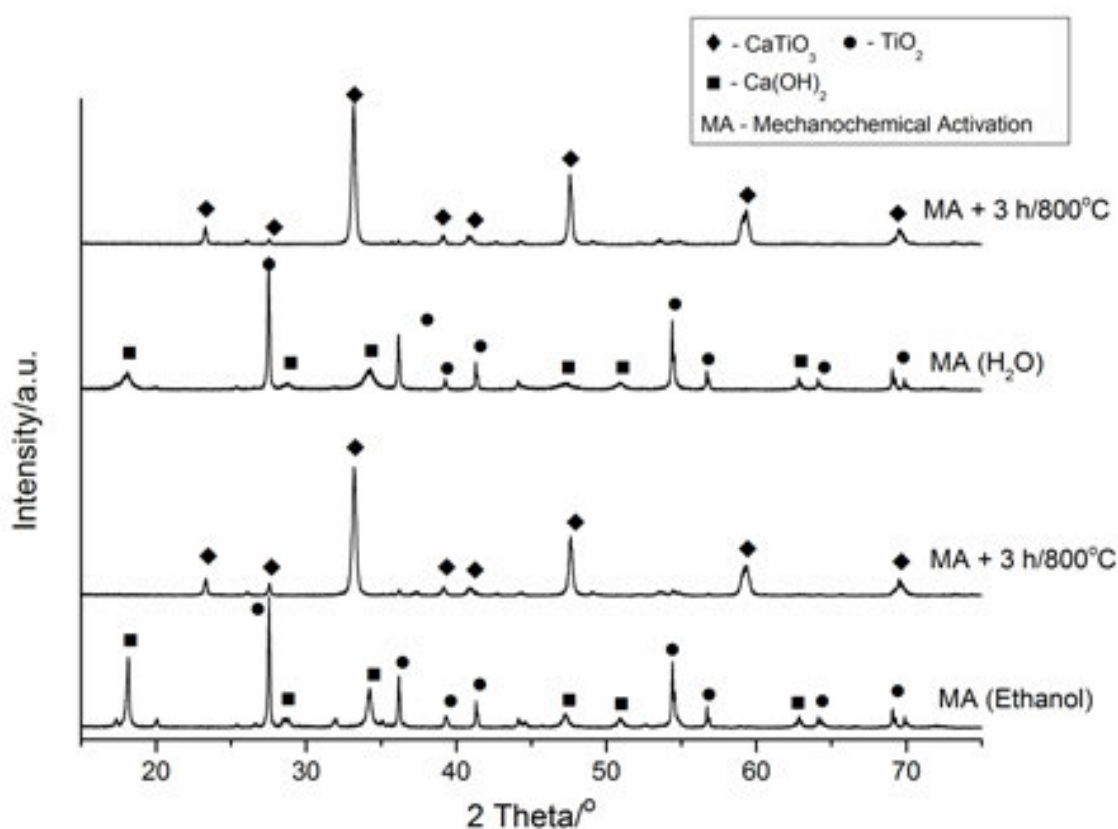 ◆ - CaTiO₃ ● - TiO₂
■ - Ca(OH)₂
MA - Mechanochemical Activation
MA + 3 h/800°C
MA (H₂O)
MA + 3 h/800°C
MA (Ethanol)
Intensity/a.u.
20 30 40 50 60 70
2 Theta/°